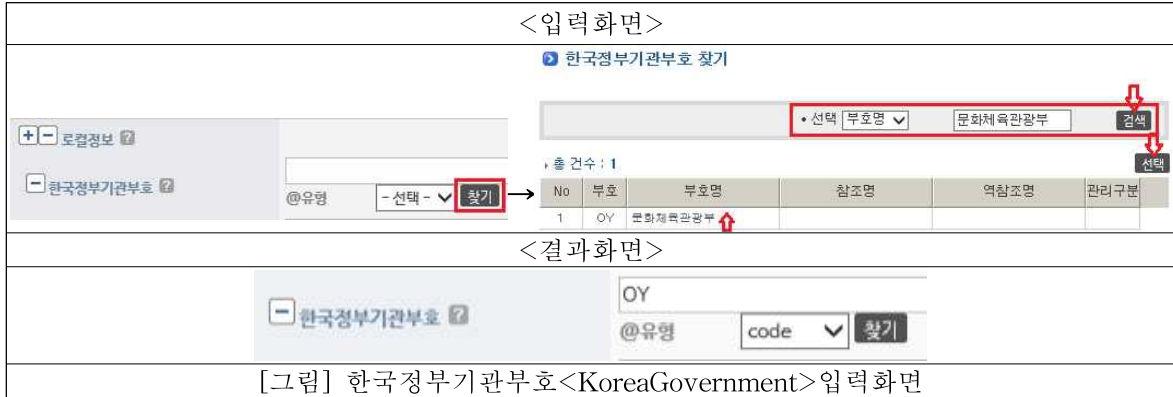 <입력화면>
한국정부기관부호 찾기
• 선택 부호명 문화체육관광부 검색
로컬정보
총 건수 : 1 선택
한국정부기관부호
@유형 - 선택 - 찾기
No 부호 부호명 참조명 역참조명 관리구분
1 OY 문화체육관광부
<결과화면>
OY
한국정부기관부호
@유형 code 찾기
[그림] 한국정부기관부호<KoreaGovernment>입력화면